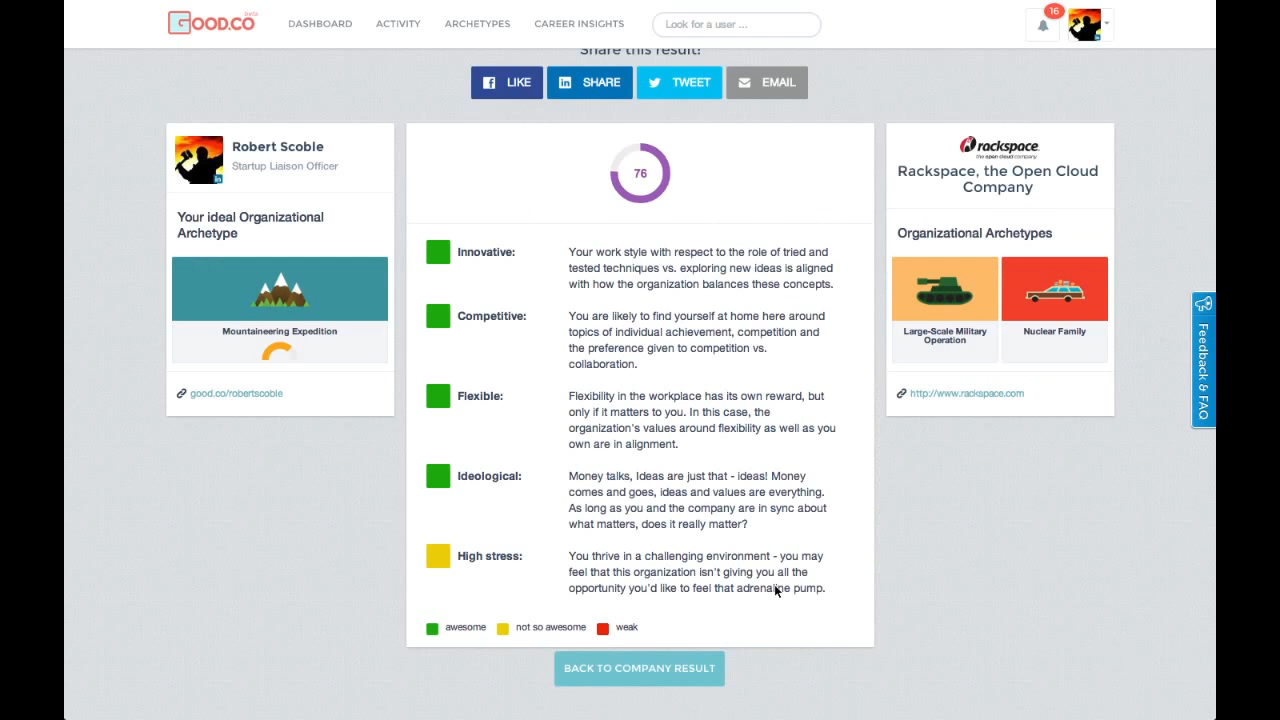 GOOD.CO beta
DASHBOARD
ACTIVITY
ARCHETYPES
CAREER INSIGHTS
Look for a user ...
16
Share this result!
LIKE
SHARE
TWEET
EMAIL
Robert Scoble
Startup Liaison Officer
Your ideal Organizational
Archetype
Mountaineering Expedition
good.co/robertscoble
76
Innovative:
Your work style with respect to the role of tried and
tested techniques vs. exploring new ideas is aligned
with how the organization balances these concepts.
Competitive:
You are likely to find yourself at home here around
topics of individual achievement, competition and
the preference given to competition vs.
collaboration.
Flexible:
Flexibility in the workplace has its own reward, but
only if it matters to you. In this case, the
organization's values around flexibility as well as you
own are in alignment.
Ideological:
Money talks, Ideas are just that - ideas! Money
comes and goes, ideas and values are everything.
As long as you and the company are in sync about
what matters, does it really matter?
High stress:
You thrive in a challenging environment - you may
feel that this organization isn't giving you all the
opportunity you'd like to feel that adrenaline pump.
awesome
not so awesome
weak
BACK TO COMPANY RESULT
rackspace
the open cloud company
Rackspace, the Open Cloud
Company
Organizational Archetypes
Large-Scale Military
Operation
Nuclear Family
http://www.rackspace.com
Feedback & FAQ